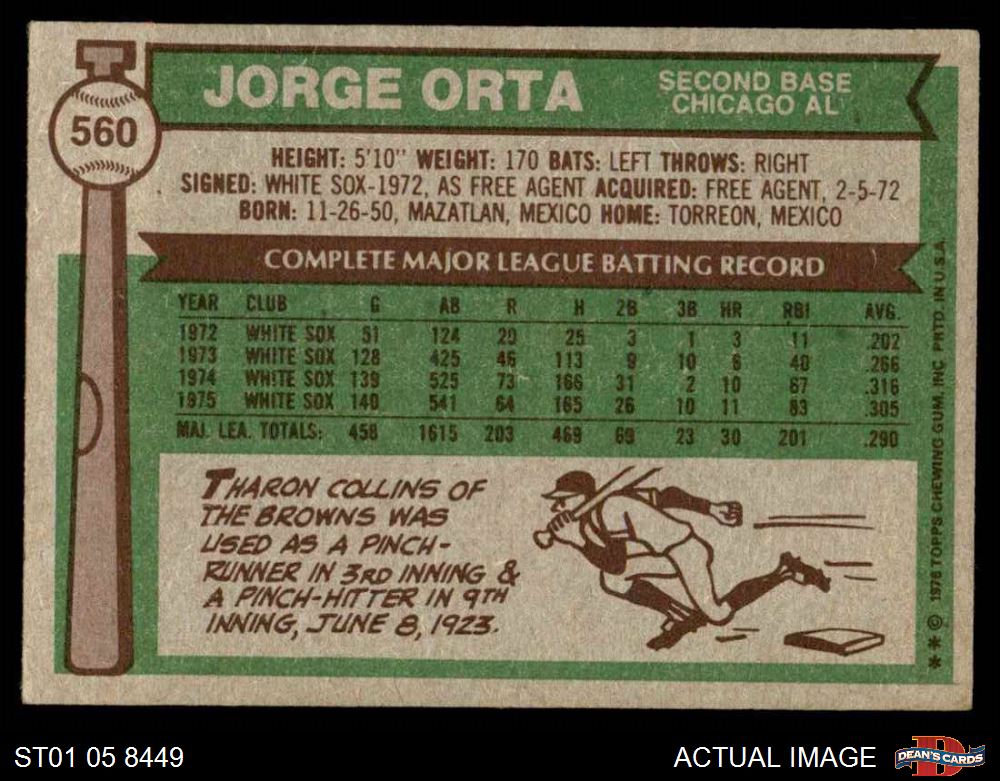 560
JORGE ORTA
SECOND BASE
CHICAGO AL
HEIGHT: 5'10" WEIGHT: 170 BATS: LEFT THROWS: RIGHT
SIGNED: WHITE SOX-1972, AS FREE AGENT ACQUIRED: FREE AGENT, 2-5-72
BORN: 11-26-50, MAZATLAN, MEXICO HOME: TORREON, MEXICO
COMPLETE MAJOR LEAGUE BATTING RECORD
YEAR CLUB G AB R H 2B 3B HR RBI AVG.
1972 WHITE SOX 51 124 20 25 3 1 3 11 .202
1973 WHITE SOX 128 425 46 113 9 10 6 40 .266
1974 WHITE SOX 139 525 73 166 31 2 10 67 .316
1975 WHITE SOX 140 541 64 165 26 10 11 83 .305
MAJ. LEA. TOTALS: 458 1615 203 469 69 23 30 201 .290
THARON COLLINS OF
THE BROWNS WAS
USED AS A PINCH-
RUNNER IN 3RD INNING &
A PINCH-HITTER IN 9TH
INNING, JUNE 8, 1923.
** © 1976 TOPPS CHEWING GUM, INC PRTD. IN U.S.A.
ST01 05 8449
ACTUAL IMAGE
D
DEAN'S CARDS